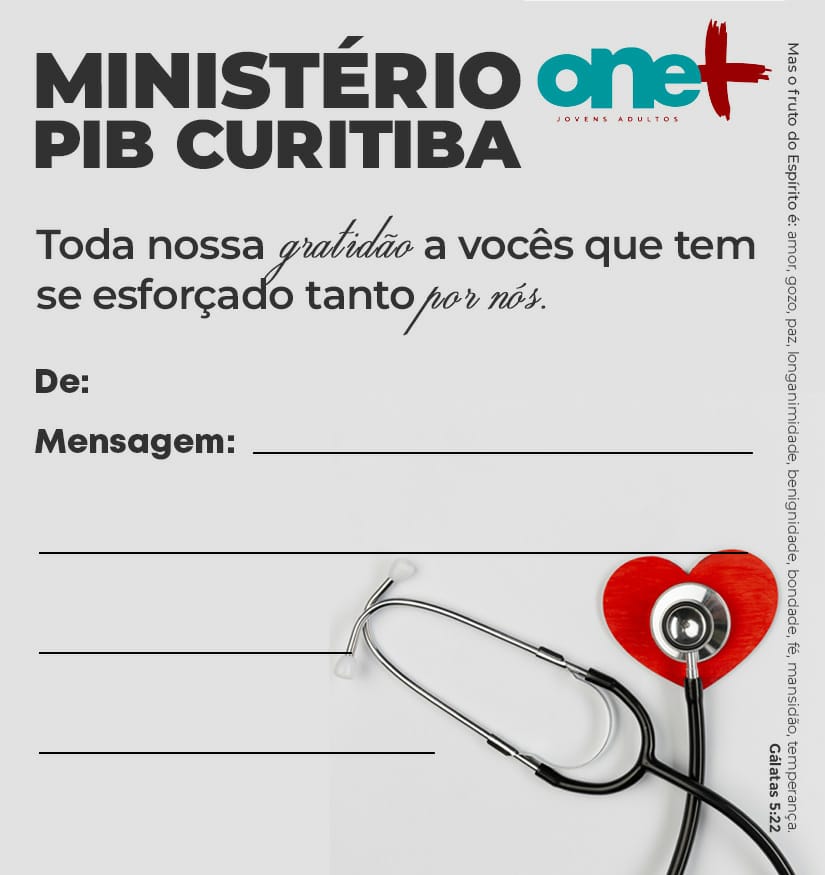 MINISTÉRIO
PIB CURITIBA
one+
JOVENS ADULTOS
Toda nossa gratidão a vocês que tem
se esforçado tanto por nós.
De:
Mensagem:
Mas o fruto do Espírito é: amor, gozo, paz, longanimidade, benignidade, bondade, fé, mansidão, temperança.
Gálatas 5:22